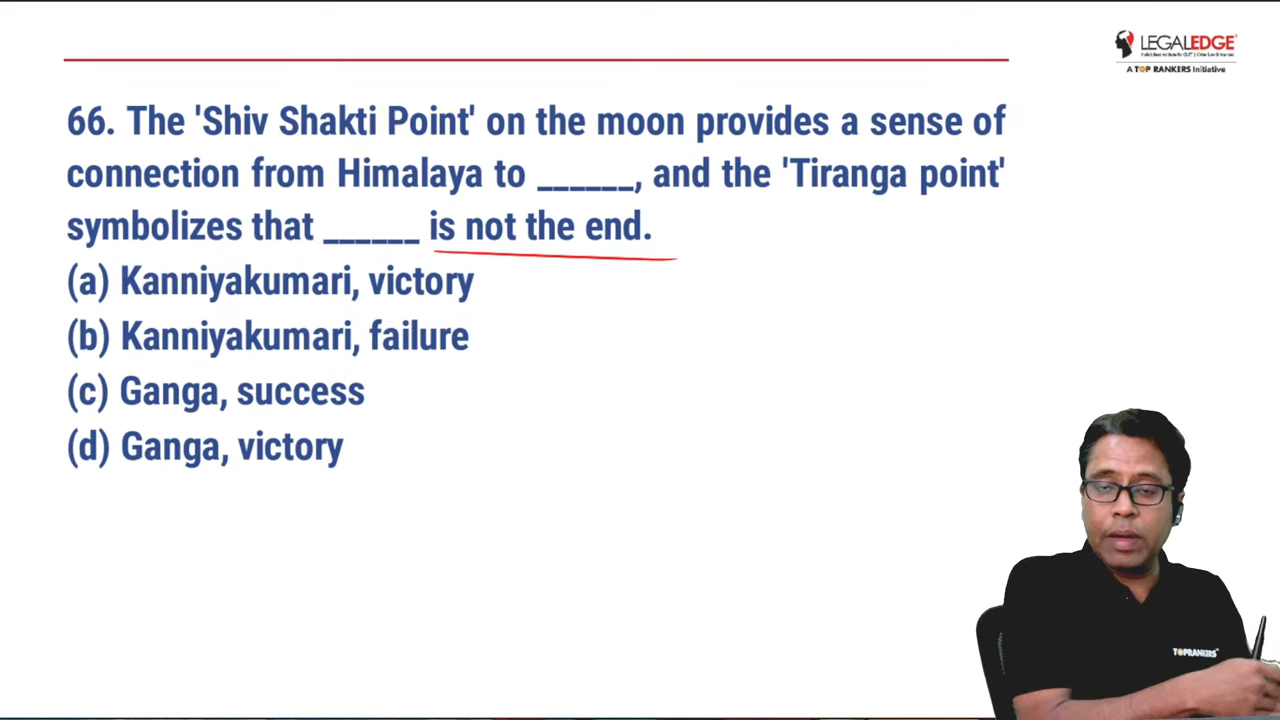 LEGALEDGE
A TOP RANKERS Initiative
66. The 'Shiv Shakti Point' on the moon provides a sense of
connection from Himalaya to ______, and the 'Tiranga point'
symbolizes that ______ is not the end.
(a) Kanniyakumari, victory
(b) Kanniyakumari, failure
(c) Ganga, success
(d) Ganga, victory
TOPRANKERS